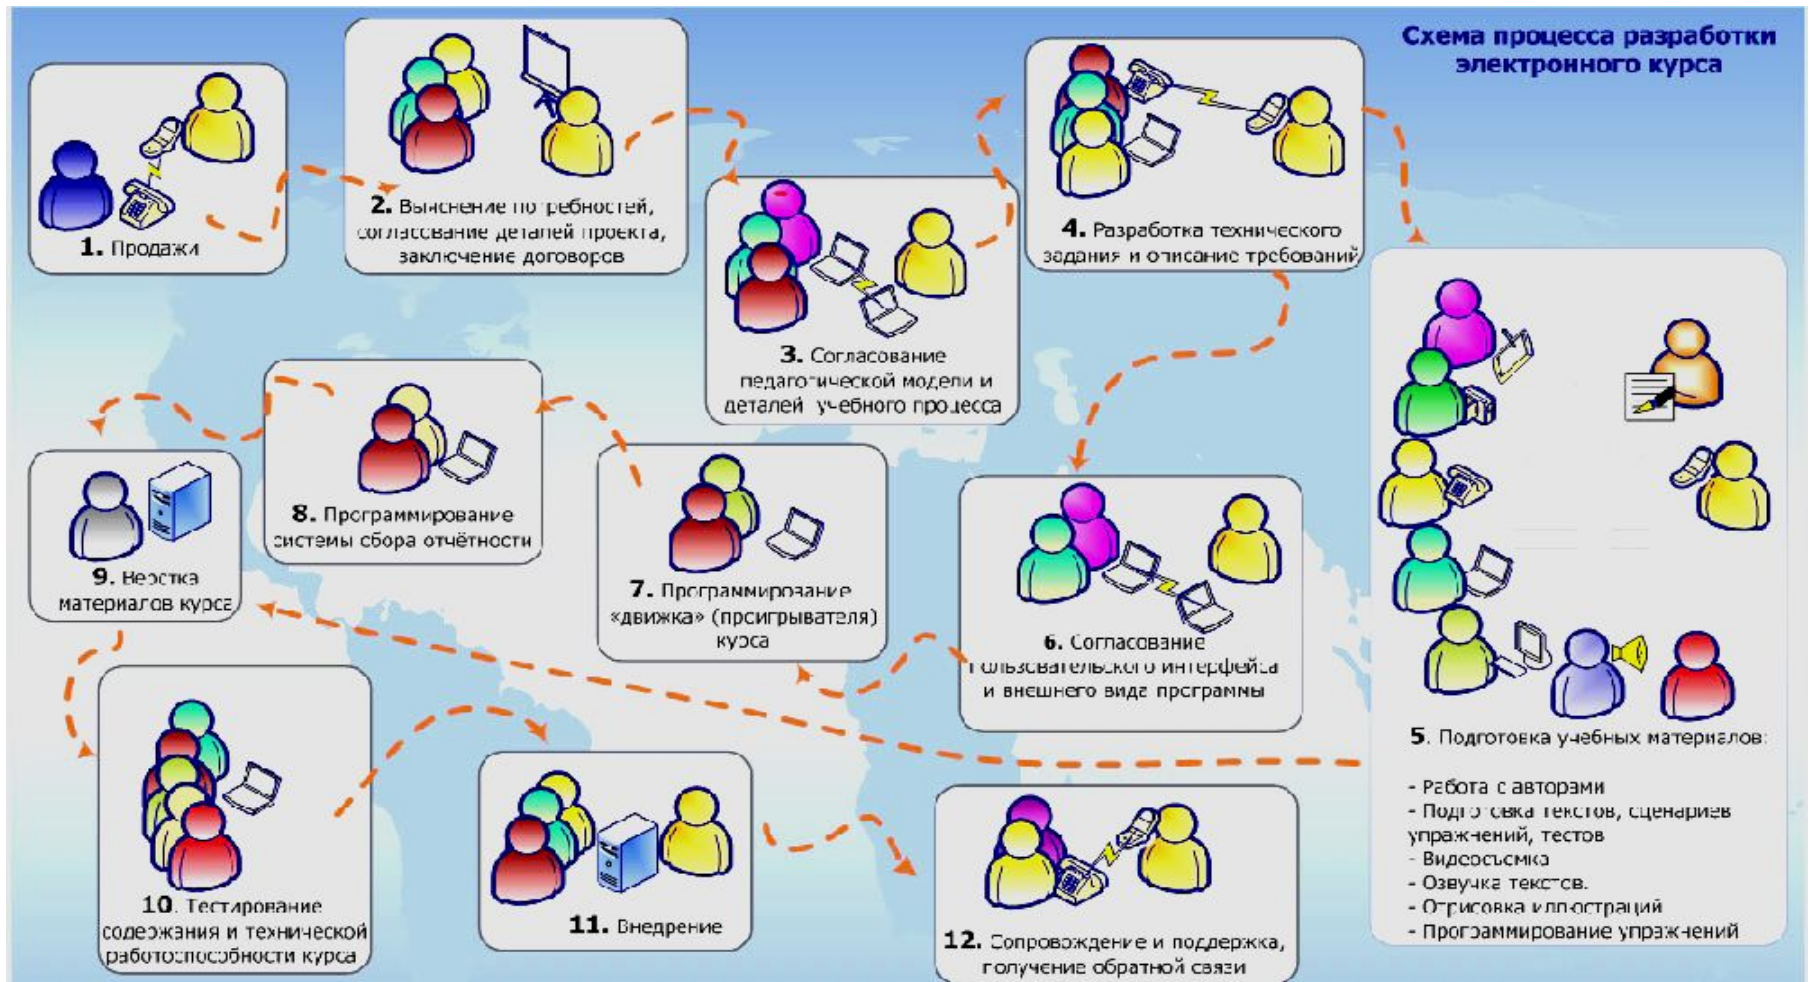 Схема процесса разработки
электронного курса
1. Продажи
2. Выяснение потребностей,
согласование деталей проекта,
заключение договоров
3. Согласование
педагогической модели и
деталей учебного процесса
4. Разработка технического
задания и описание требований
5. Подготовка учебных материалов:
- Работа с авторами
- Подготовка текстов, сценариев
упражнений, тестов
- Видеосъемка
- Озвучка текстов.
- Отрисовка иллюстраций
- Программирование упражнений
6. Согласование
пользовательского интерфейса
и внешнего вида программы
7. Программирование
«движка» (проигрывателя)
курса
8. Программирование
системы сбора отчётности
9. Верстка
материалов курса
10. Тестирование
содержания и технической
работоспособности курса
11. Внедрение
12. Сопровождение и поддержка,
получение обратной связи